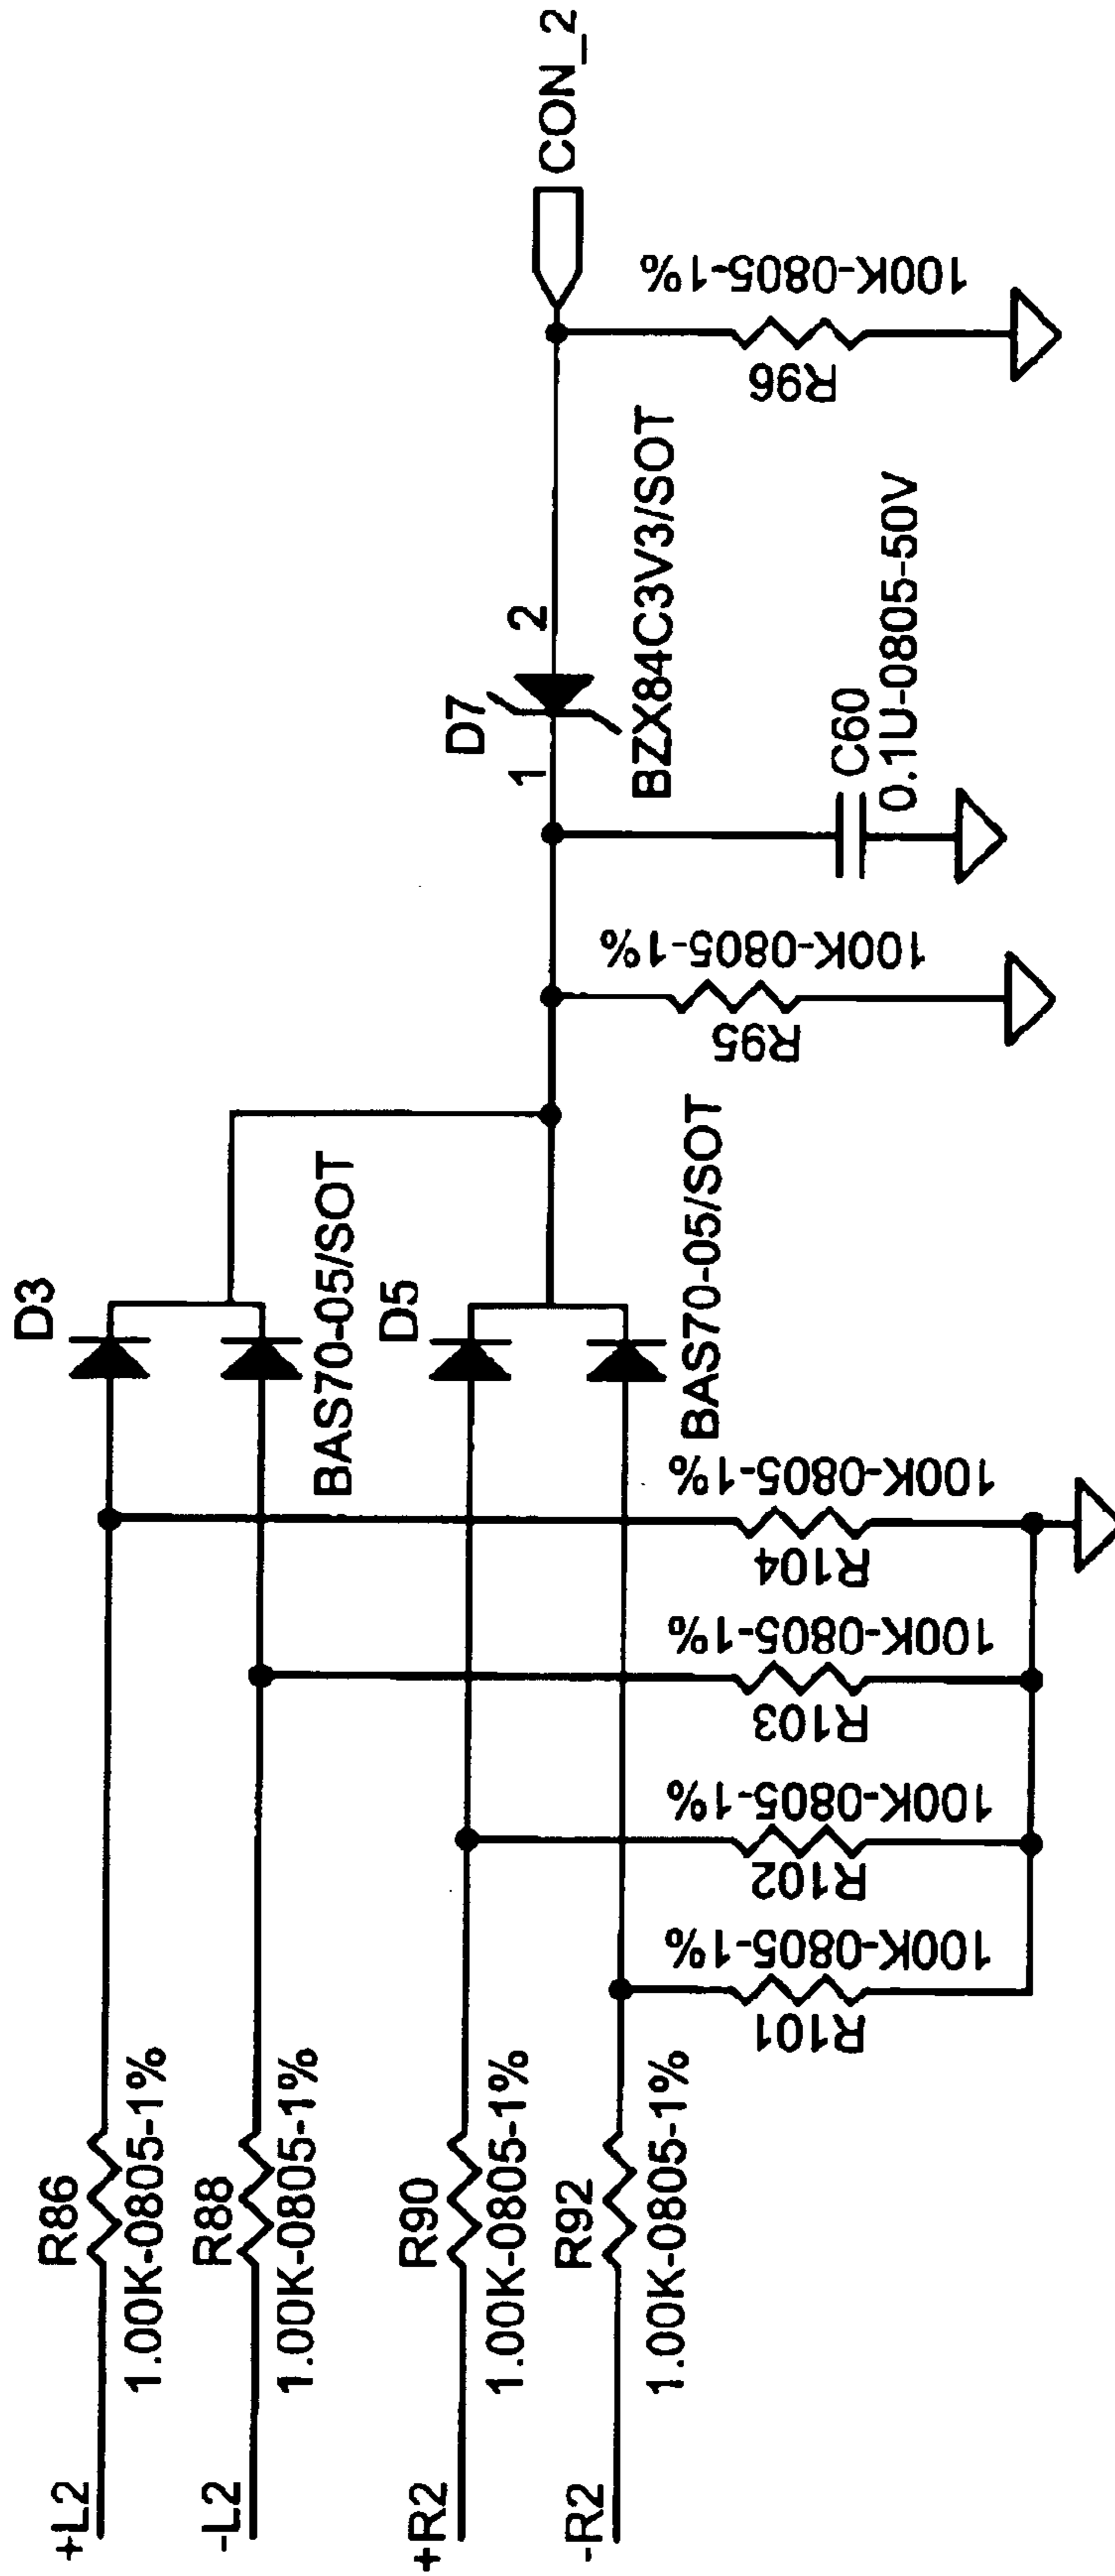 +L2
R86
1.00K-0805-1%
-L2
R88
1.00K-0805-1%
+R2
R90
1.00K-0805-1%
-R2
R92
1.00K-0805-1%
R101
100K-0805-1%
R102
100K-0805-1%
R103
100K-0805-1%
R104
100K-0805-1%
D3
BAS70-05/SOT
D5
BAS70-05/SOT
R95
100K-0805-1%
C60
0.1U-0805-50V
D7
1
2
BZX84C3V3/SOT
R96
100K-0805-1%
CON_2